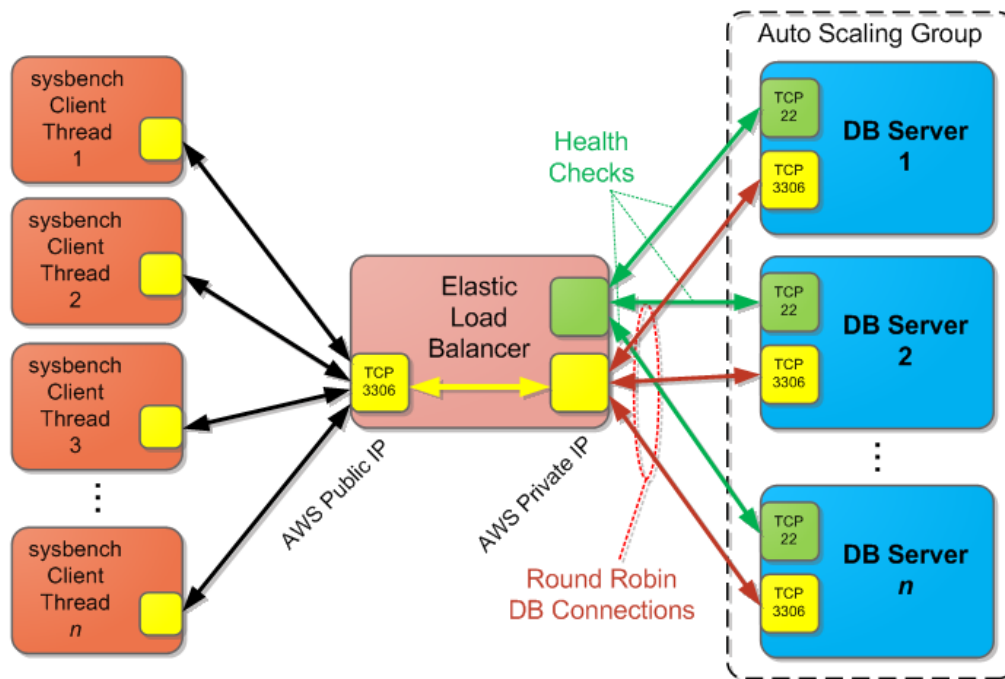 sysbench
Client
Thread
1
sysbench
Client
Thread
2
sysbench
Client
Thread
3
sysbench
Client
Thread
n
Elastic
Load
Balancer
TCP
3306
AWS Public IP
AWS Private IP
Health
Checks
Round Robin
DB Connections
Auto Scaling Group
TCP
22
TCP
3306
DB Server
1
TCP
22
TCP
3306
DB Server
2
TCP
22
TCP
3306
DB Server
n